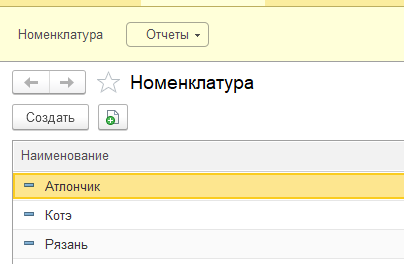 Номенклатура Отчеты
Номенклатура
Создать
Наименование
Атлончик
Котэ
Рязань